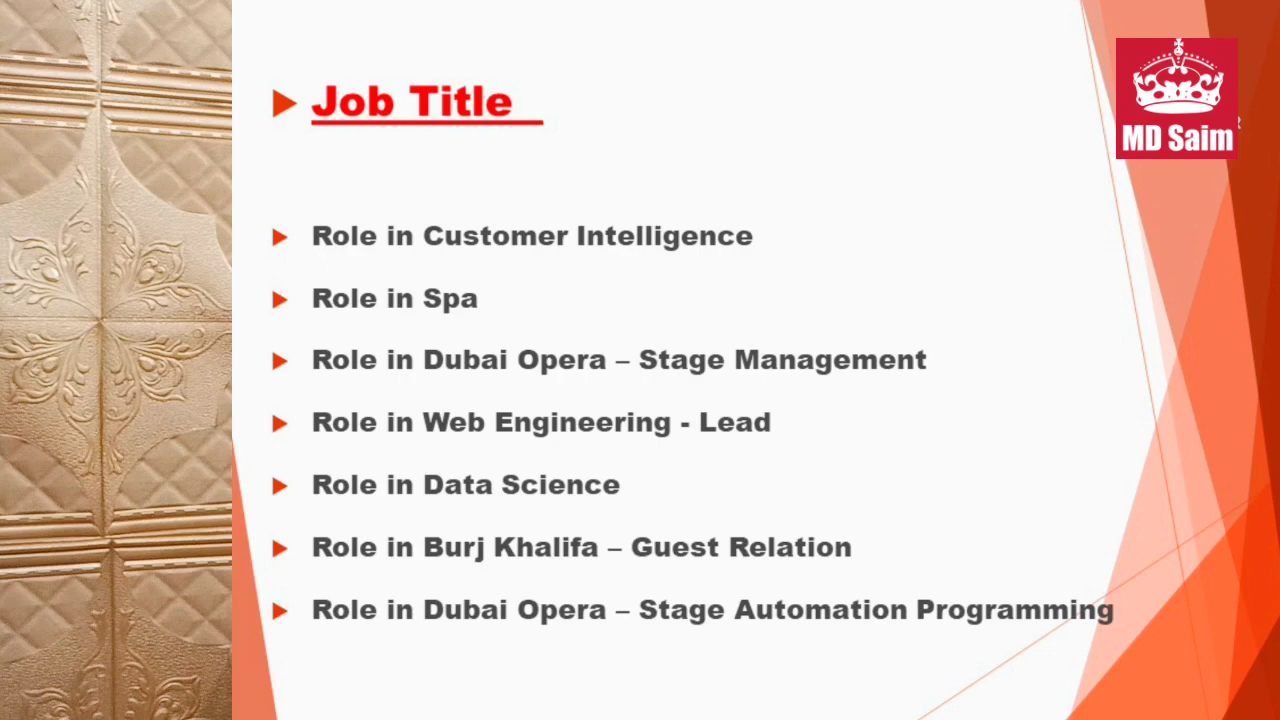 Job Title
MD Saim
Role in Customer Intelligence
Role in Spa
Role in Dubai Opera – Stage Management
Role in Web Engineering - Lead
Role in Data Science
Role in Burj Khalifa – Guest Relation
Role in Dubai Opera – Stage Automation Programming